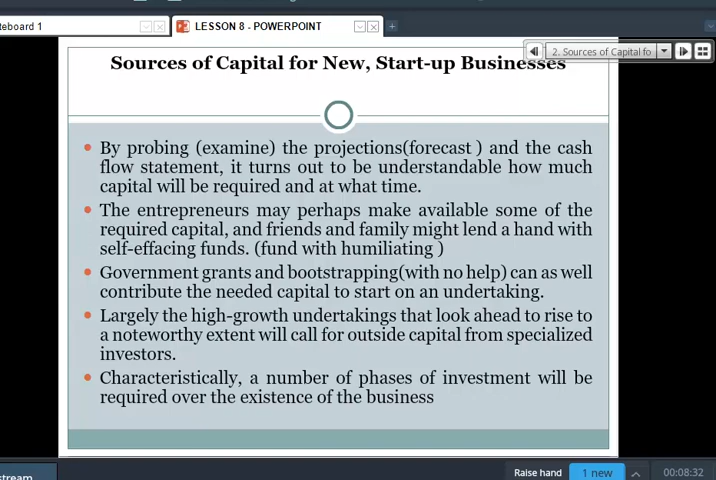 teboard 1
LESSON 8 - POWERPOINT
2. Sources of Capital fo
Sources of Capital for New, Start-up Businesses
By probing (examine) the projections(forecast ) and the cash
flow statement, it turns out to be understandable how much
capital will be required and at what time.
The entrepreneurs may perhaps make available some of the
required capital, and friends and family might lend a hand with
self-effacing funds. (fund with humiliating )
Government grants and bootstrapping(with no help) can as well
contribute the needed capital to start on an undertaking.
Largely the high-growth undertakings that look ahead to rise to
a noteworthy extent will call for outside capital from specialized
investors.
Characteristically, a number of phases of investment will be
required over the existence of the business
stream
Raise hand
1 new
00:08:32